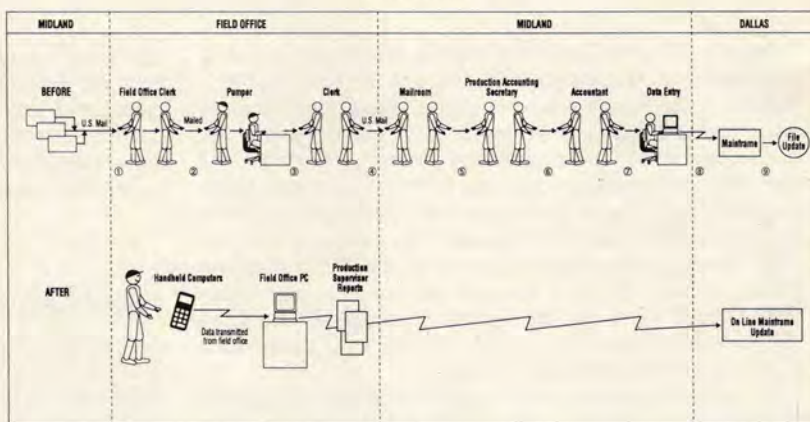 MIDLAND
FIELD OFFICE
MIDLAND
DALLAS
BEFORE
U.S. Mail
Field Office Clerk
Mailed
Pumper
Clerk
U.S. Mail
Mailroom
Production Accounting
Secretary
Accountant
Data Entry
Mainframe
File
Update
①
②
③
④
⑤
⑥
⑦
⑧
⑨
AFTER
Handheld Computers
Data transmitted
from field office
Field Office PC
Production
Supervisor
Reports
On Line Mainframe
Update